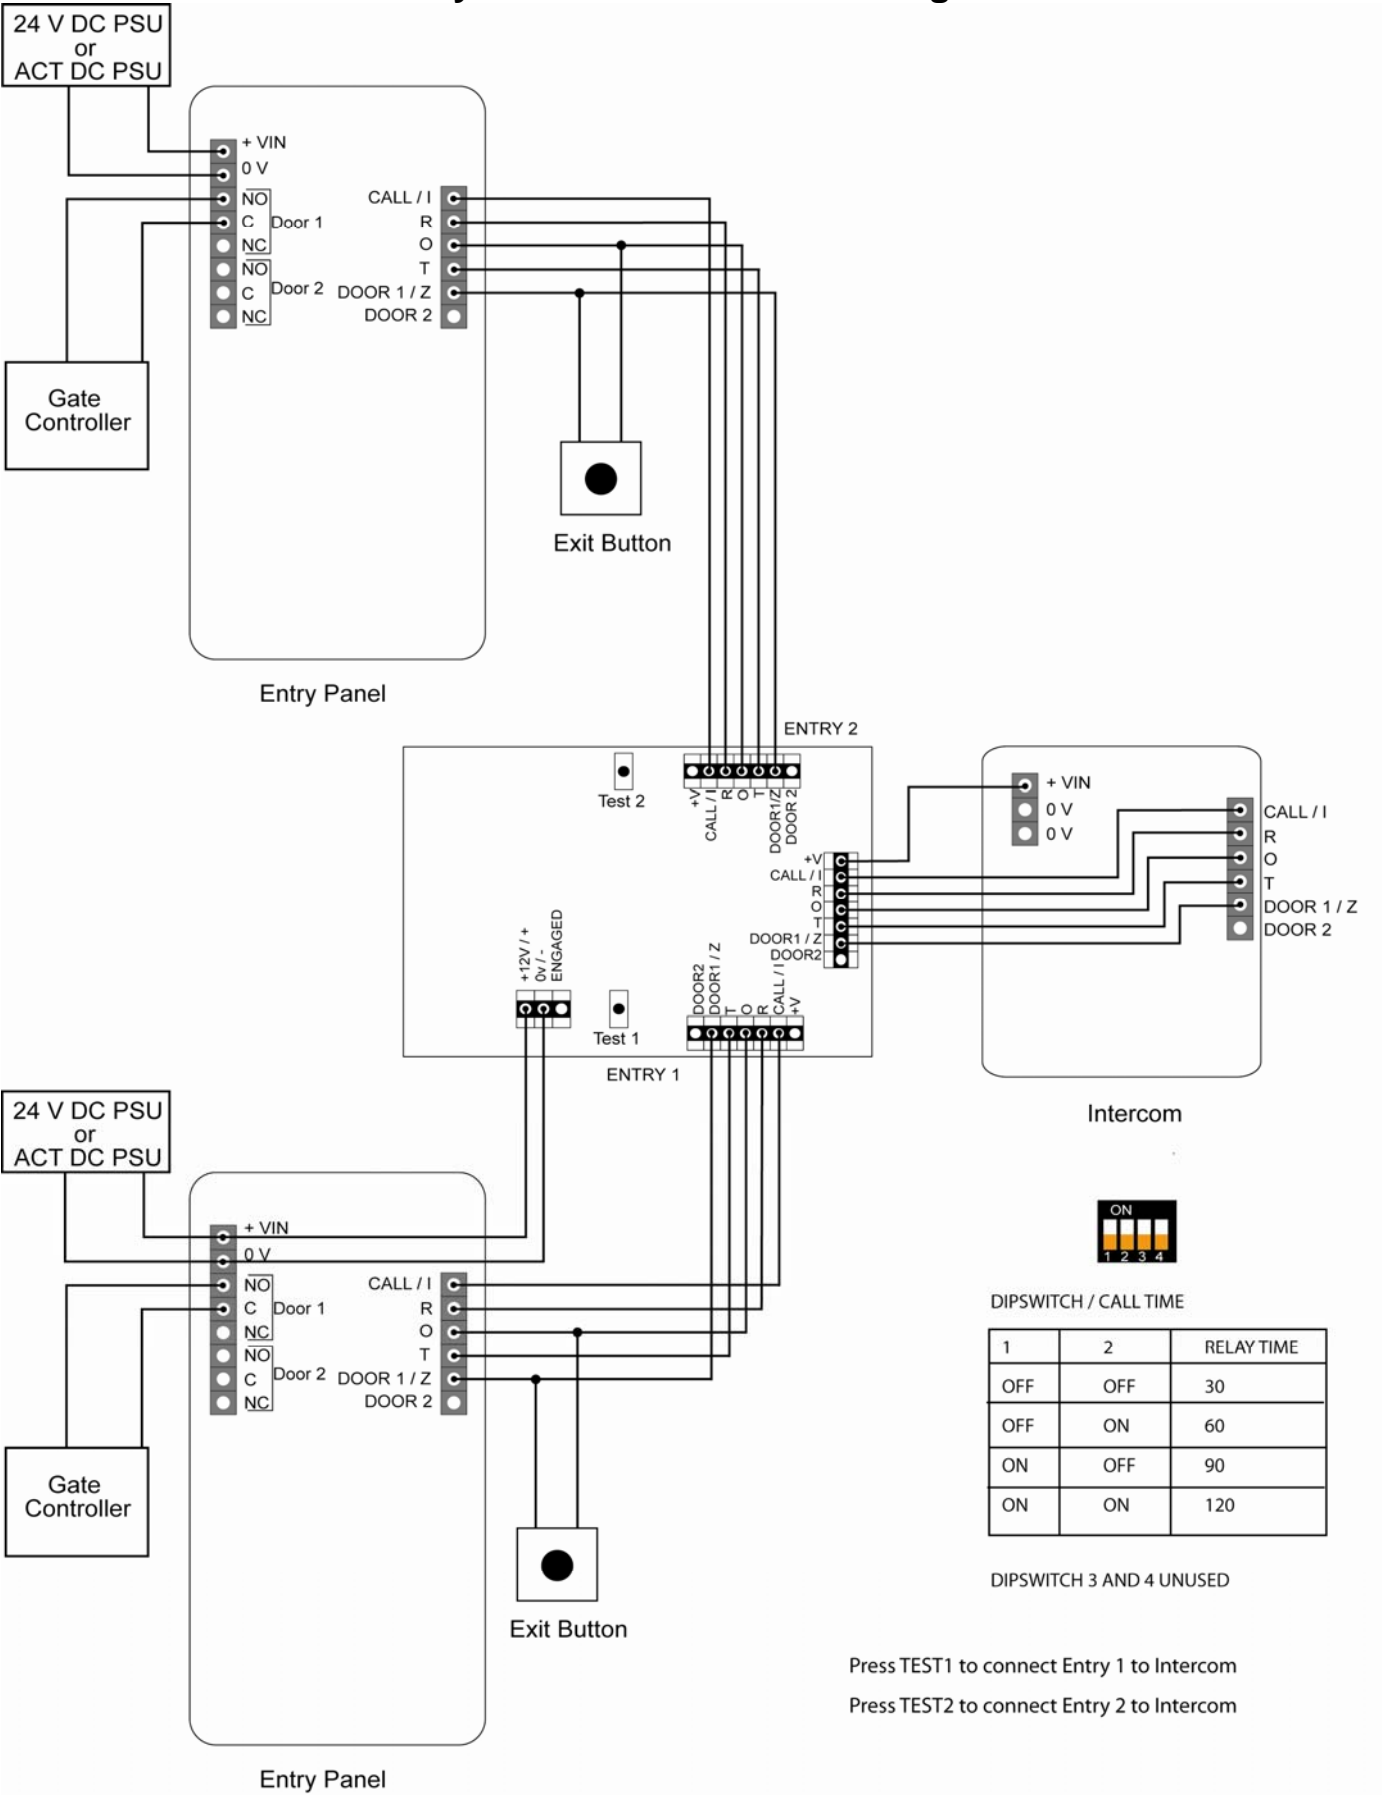 24 V DC PSU
or
ACT DC PSU
+ VIN
0 V
NO
C
NC
Door 1
NO
C
NC
Door 2
CALL / I
R
O
T
DOOR 1 / Z
DOOR 2
Gate
Controller
Exit Button
Entry Panel
ENTRY 2
Test 2
+V
CALL / I
R
O
T
DOOR1/Z
DOOR 2
+V
CALL / I
R
O
T
DOOR1 / Z
DOOR2
+ VIN
0 V
0 V
CALL / I
R
O
T
DOOR 1 / Z
DOOR 2
+12V / +
0v / -
ENGAGED
Test 1
DOOR2
DOOR1 / Z
T
O
R
CALL / I
+V
ENTRY 1
Intercom
24 V DC PSU
or
ACT DC PSU
+ VIN
0 V
NO
C
NC
Door 1
NO
C
NC
Door 2
CALL / I
R
O
T
DOOR 1 / Z
DOOR 2
Gate
Controller
Exit Button
Entry Panel
ON
1 2 3 4
DIPSWITCH / CALL TIME
1 2 RELAY TIME
OFF OFF 30
OFF ON 60
ON OFF 90
ON ON 120
DIPSWITCH 3 AND 4 UNUSED
Press TEST1 to connect Entry 1 to Intercom
Press TEST2 to connect Entry 2 to Intercom